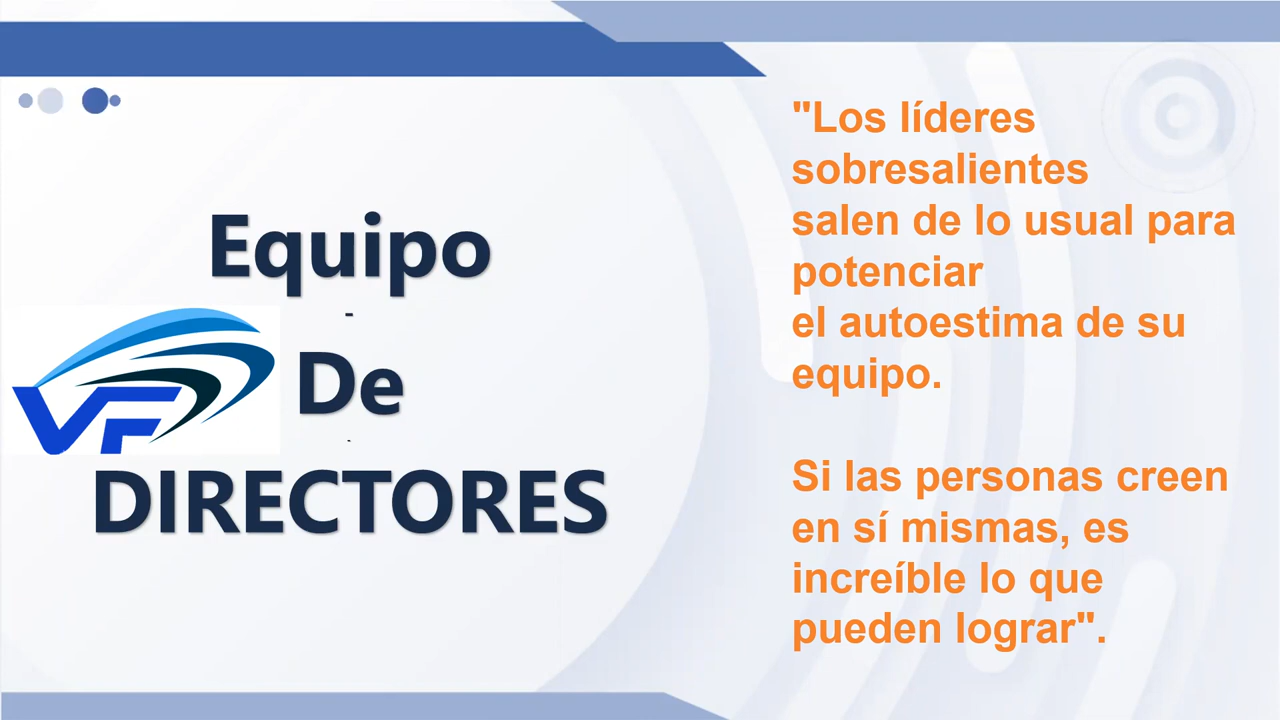 Equipo
-
De
-
DIRECTORES
VF
"Los líderes
sobresalientes
salen de lo usual para
potenciar
el autoestima de su
equipo.
Si las personas creen
en sí mismas, es
increíble lo que
pueden lograr".